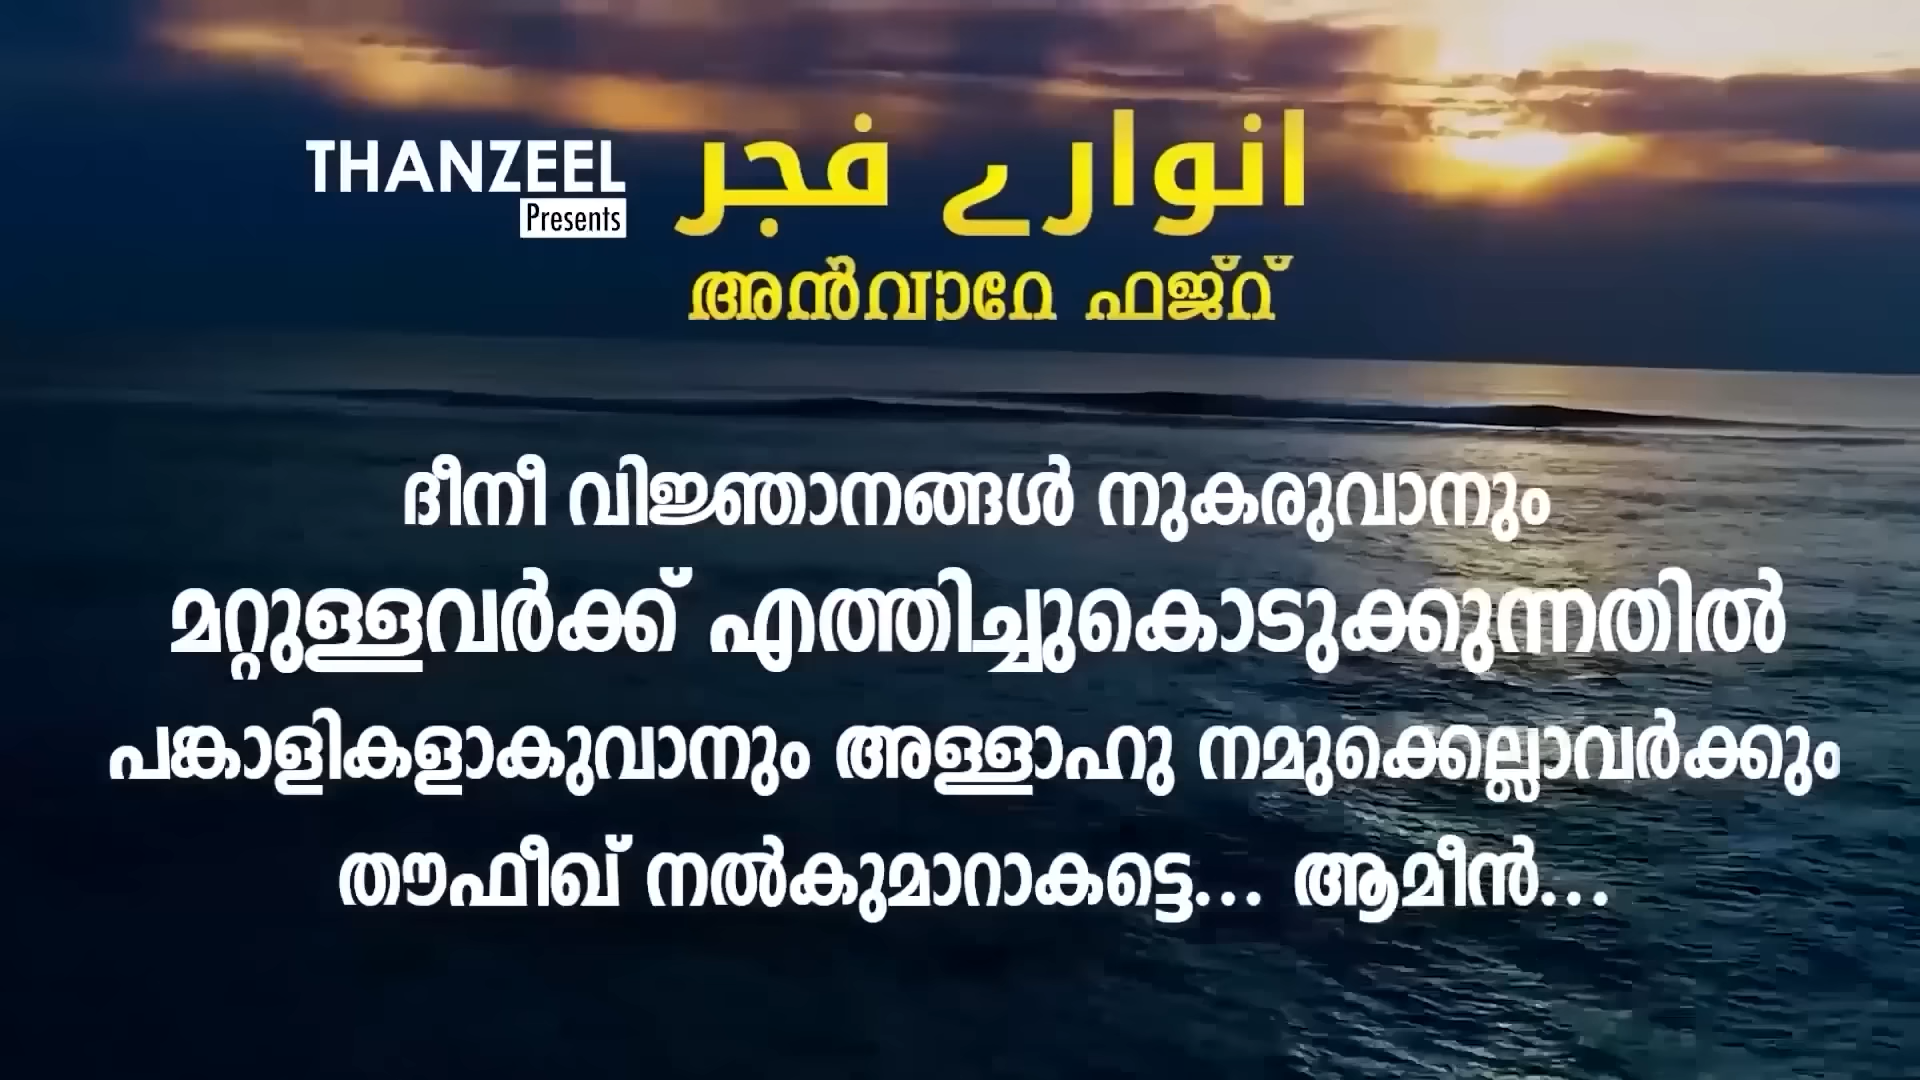 THANZEEL
Presents
انوارے فجر
അൻവാറേ ഫജ്റ്
ദീനീ വിജ്ഞാനങ്ങൾ നുകരുവാനും
മറ്റുള്ളവർക്ക് എത്തിച്ചുകൊടുക്കുന്നതിൽ
പങ്കാളികളാകുവാനും അള്ളാഹു നമുക്കെല്ലാവർക്കും
തൗഫീഖ് നൽകുമാറാകട്ടെ... ആമീൻ...